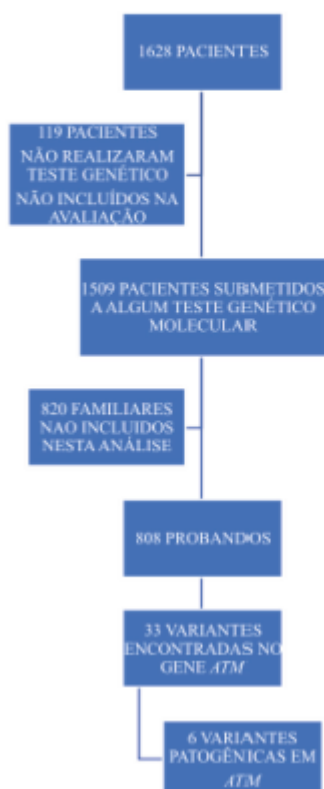 1628 PACIENTES
119 PACIENTES
NÃO REALIZARAM
TESTE GENÉTICO
NÃO INCLUÍDOS NA
AVALIAÇÃO
1509 PACIENTES SUBMETIDOS
A ALGUM TESTE GENÉTICO
MOLECULAR
820 FAMILIARES
NAO INCLUIDOS
NESTA ANÁLISE
808 PROBANDOS
33 VARIANTES
ENCONTRADAS NO
GENE ATM
6 VARIANTES
PATOGÊNICAS EM
ATM